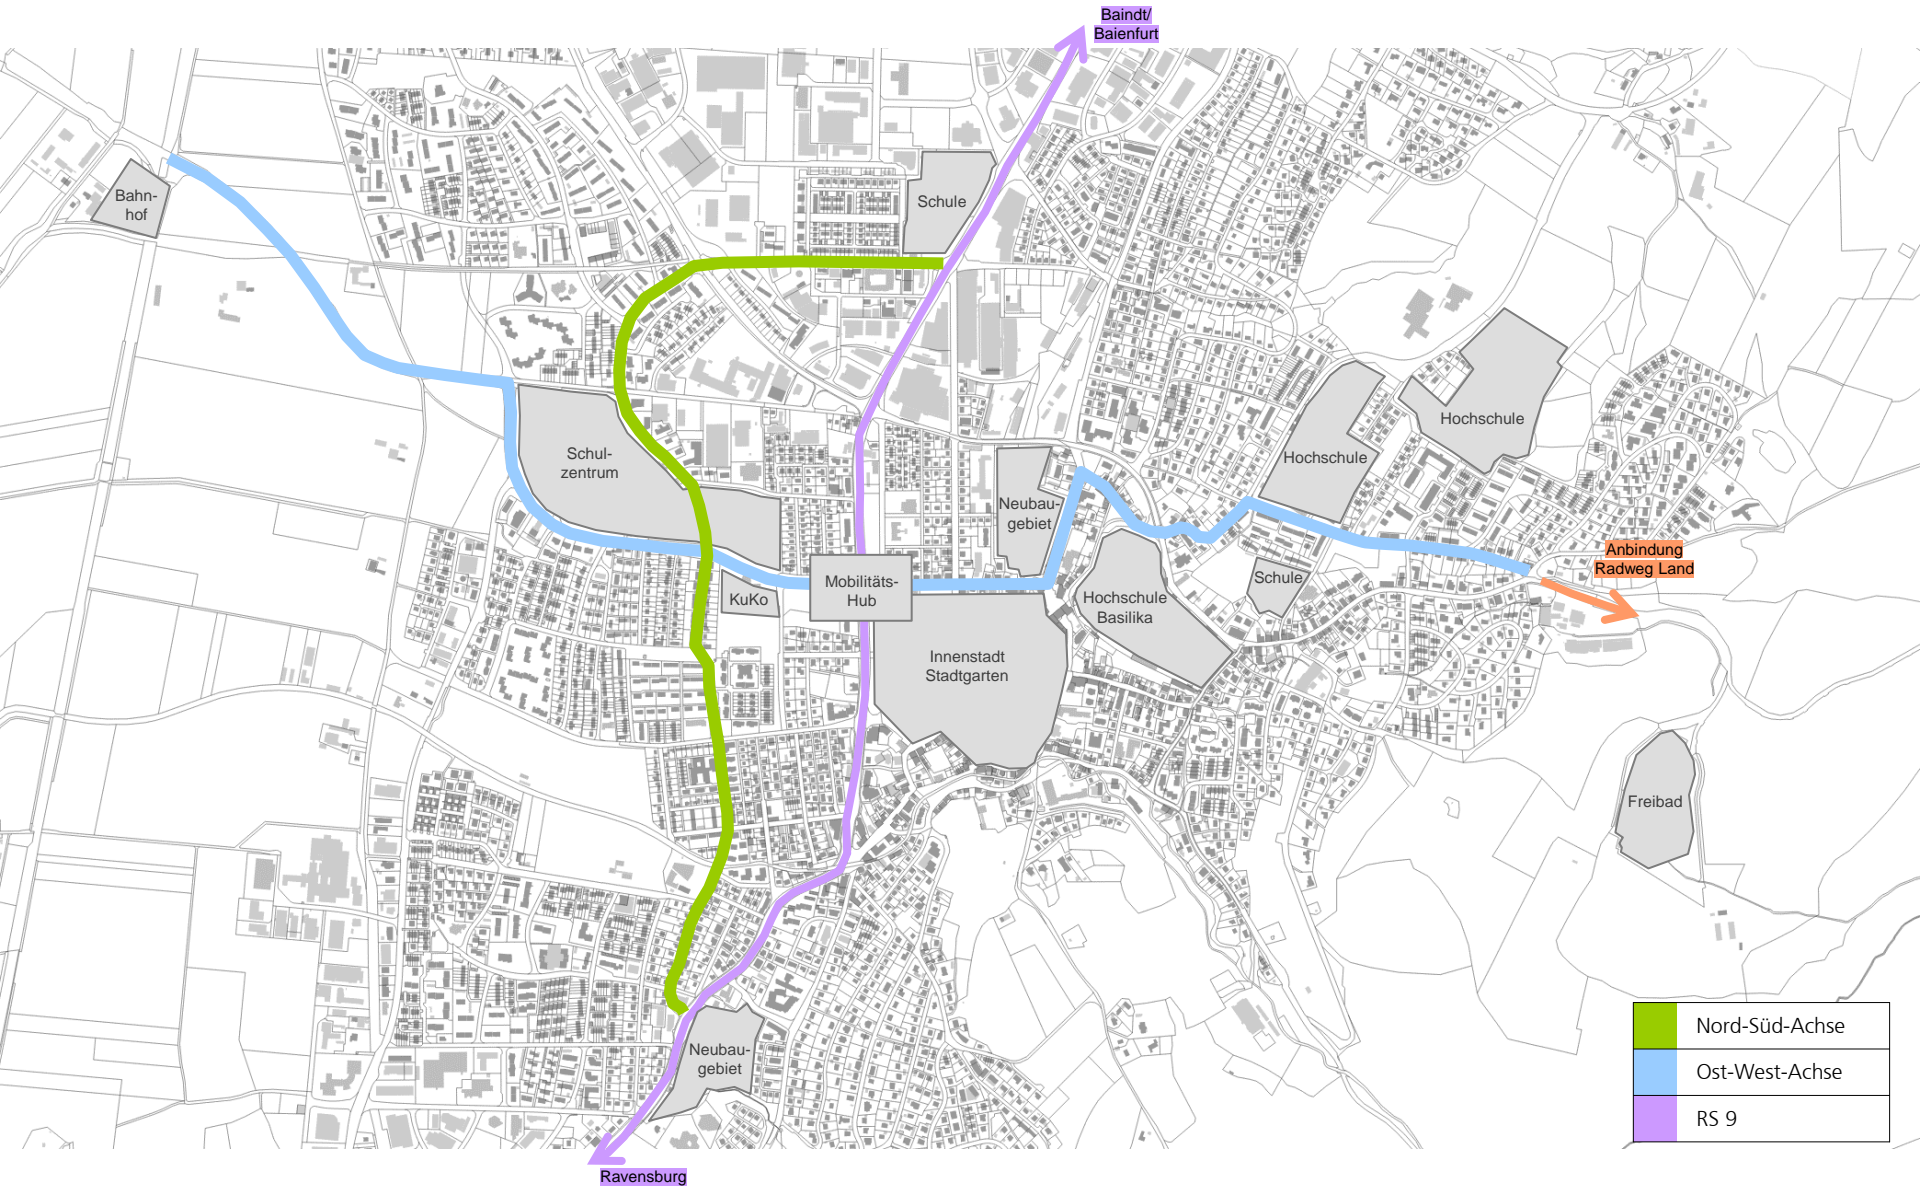 Baindt/
Baienfurt
Bahn-
hof
Schule
Schul-
zentrum
Hochschule
Hochschule
Neubau-
gebiet
Anbindung
Radweg Land
Mobilitäts-
Hub
KuKo
Schule
Hochschule
Basilika
Innenstadt
Stadtgarten
Freibad
Neubau-
gebiet
Ravensburg
Nord-Süd-Achse
Ost-West-Achse
RS 9